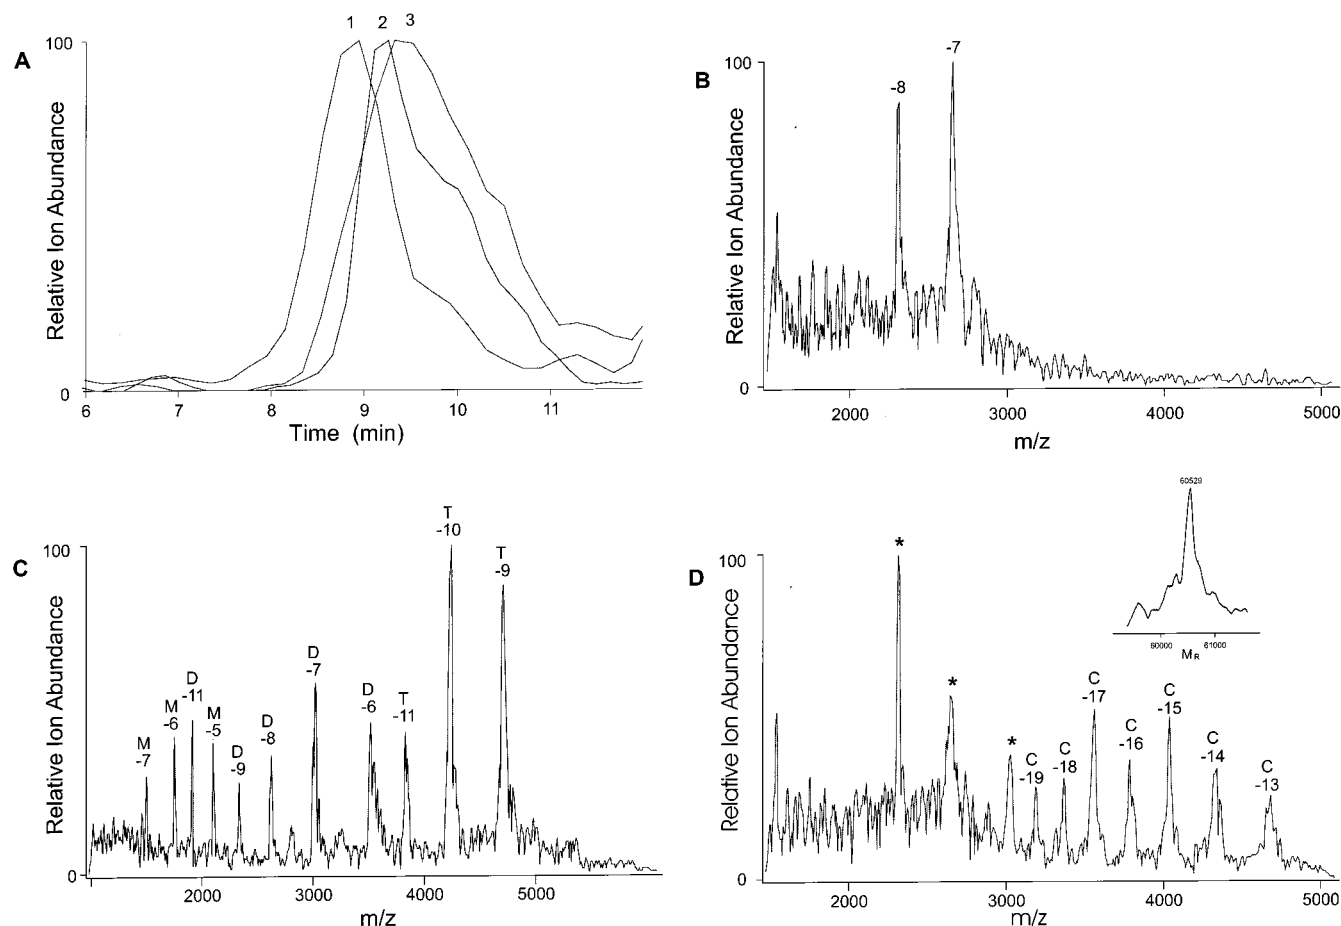 A
1 2 3
100
Relative Ion Abundance
0
6 7 8 9 10 11
Time (min)
B
-7
-8
100
Relative Ion Abundance
0
2000 3000 4000 5000
m/z
C
T
-10
T
-9
100
D
-7
D
-6
T
-11
D
-11
M
-6
M
-5
D
-8
M
-7
D
-9
Relative Ion Abundance
0
2000 3000 4000 5000
m/z
D
*
*
*
100
C
-19
C
-18
C
-17
C
-16
C
-15
C
-14
C
-13
60529
60000 61000
MR
Relative Ion Abundance
0
2000 3000 4000 5000
m/z